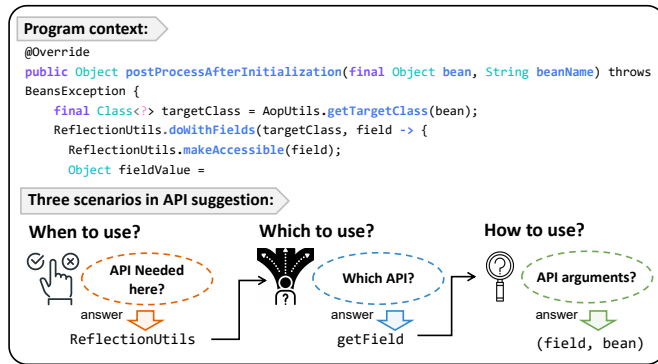 Program context:
@Override
public Object postProcessAfterInitialization(final Object bean, String beanName) throws
BeansException {
final Class<?> targetClass = AopUtils.getTargetClass(bean);
ReflectionUtils.doWithFields(targetClass, field -> {
ReflectionUtils.makeAccessible(field);
Object fieldValue =
Three scenarios in API suggestion:
When to use?
API Needed
here?
answer
ReflectionUtils
Which to use?
?
Which API?
answer
getField
How to use?
?
API arguments?
answer
(field, bean)